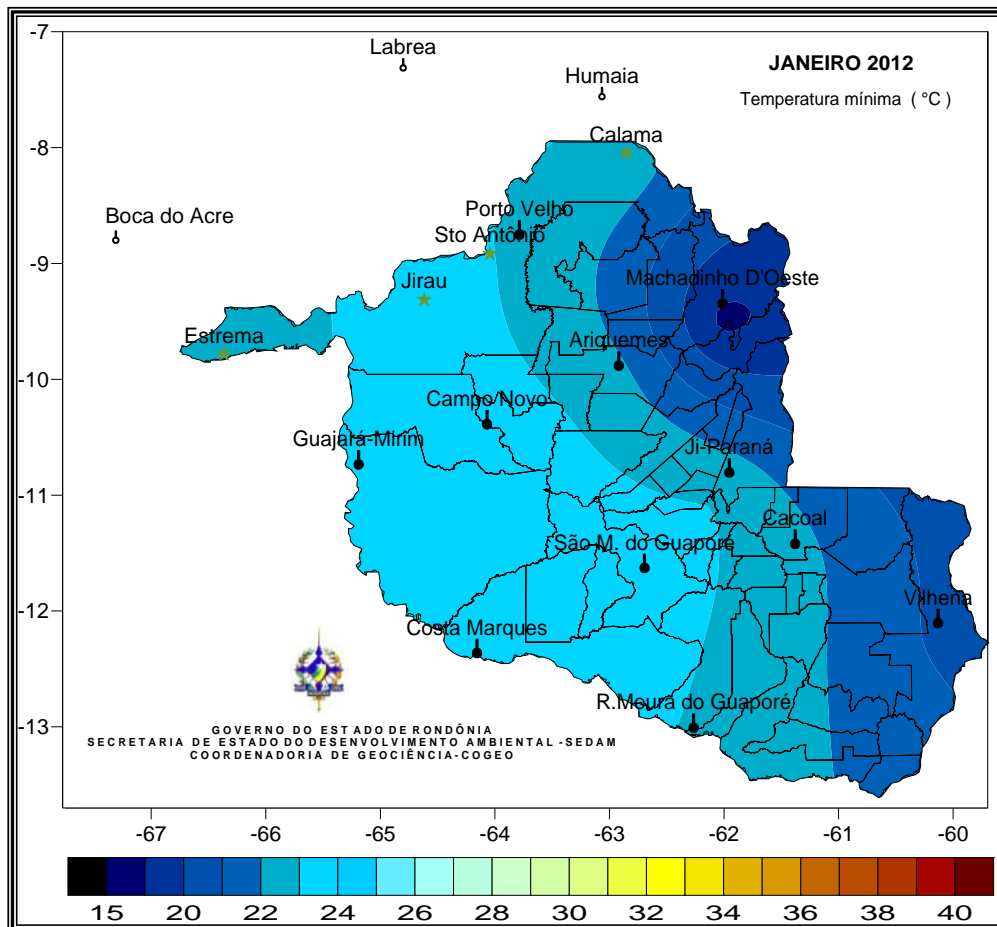 -7
Labrea
JANEIRO 2012
Humaia
Temperatura mínima ( °C )
Calama
-8
Porto Velho
Boca do Acre
Sto Antônio
-9
Jirau
Machadinho D'Oeste
Estrema
Ariquemes
-10
Campo Novo
Guajará-Mirim
Ji-Paraná
-11
Cacoal
São M. do Guaporé
-12
Vilhena
Costa Marques
R.Moura do Guaporé
-13
GOVERNO DO ESTADO DE RONDÔNIA
SECRETARIA DE ESTADO DO DESENVOLVIMENTO AMBIENTAL -SEDAM
COORDENADORIA DE GEOCIÊNCIA-COGEO
-67 -66 -65 -64 -63 -62 -61 -60
15 20 22 24 26 28 30 32 34 36 38 40